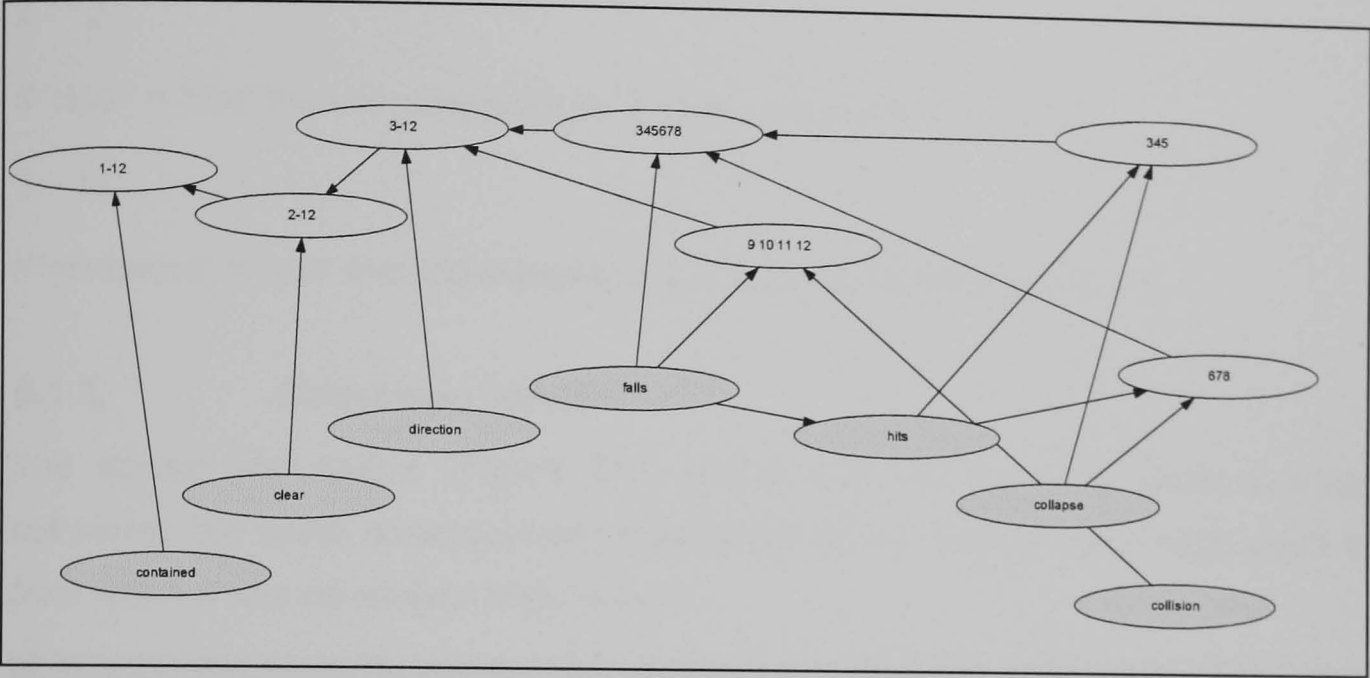 3-12
345678
345
1-12
2-12
9 10 11 12
678
falls
direction
hits
clear
collapse
contained
collision